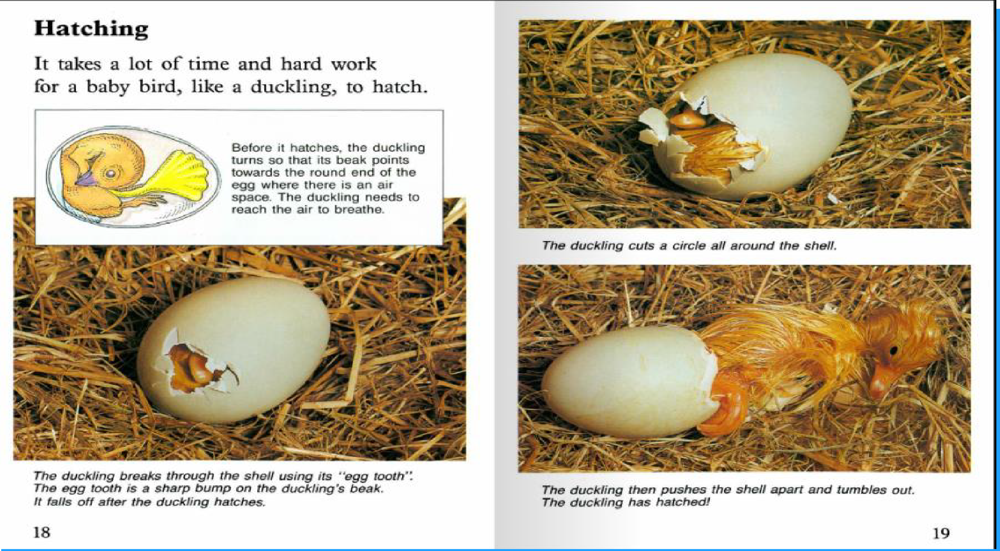 Hatching
It takes a lot of time and hard work
for a baby bird, like a duckling, to hatch.
Before it hatches, the duckling
turns so that its beak points
towards the round end of the
egg where there is an air
space. The duckling needs to
reach the air to breathe.
The duckling breaks through the shell using its "egg tooth".
The egg tooth is a sharp bump on the duckling's beak.
It falls off after the duckling hatches.
18
The duckling cuts a circle all around the shell.
The duckling then pushes the shell apart and tumbles out.
The duckling has hatched!
19